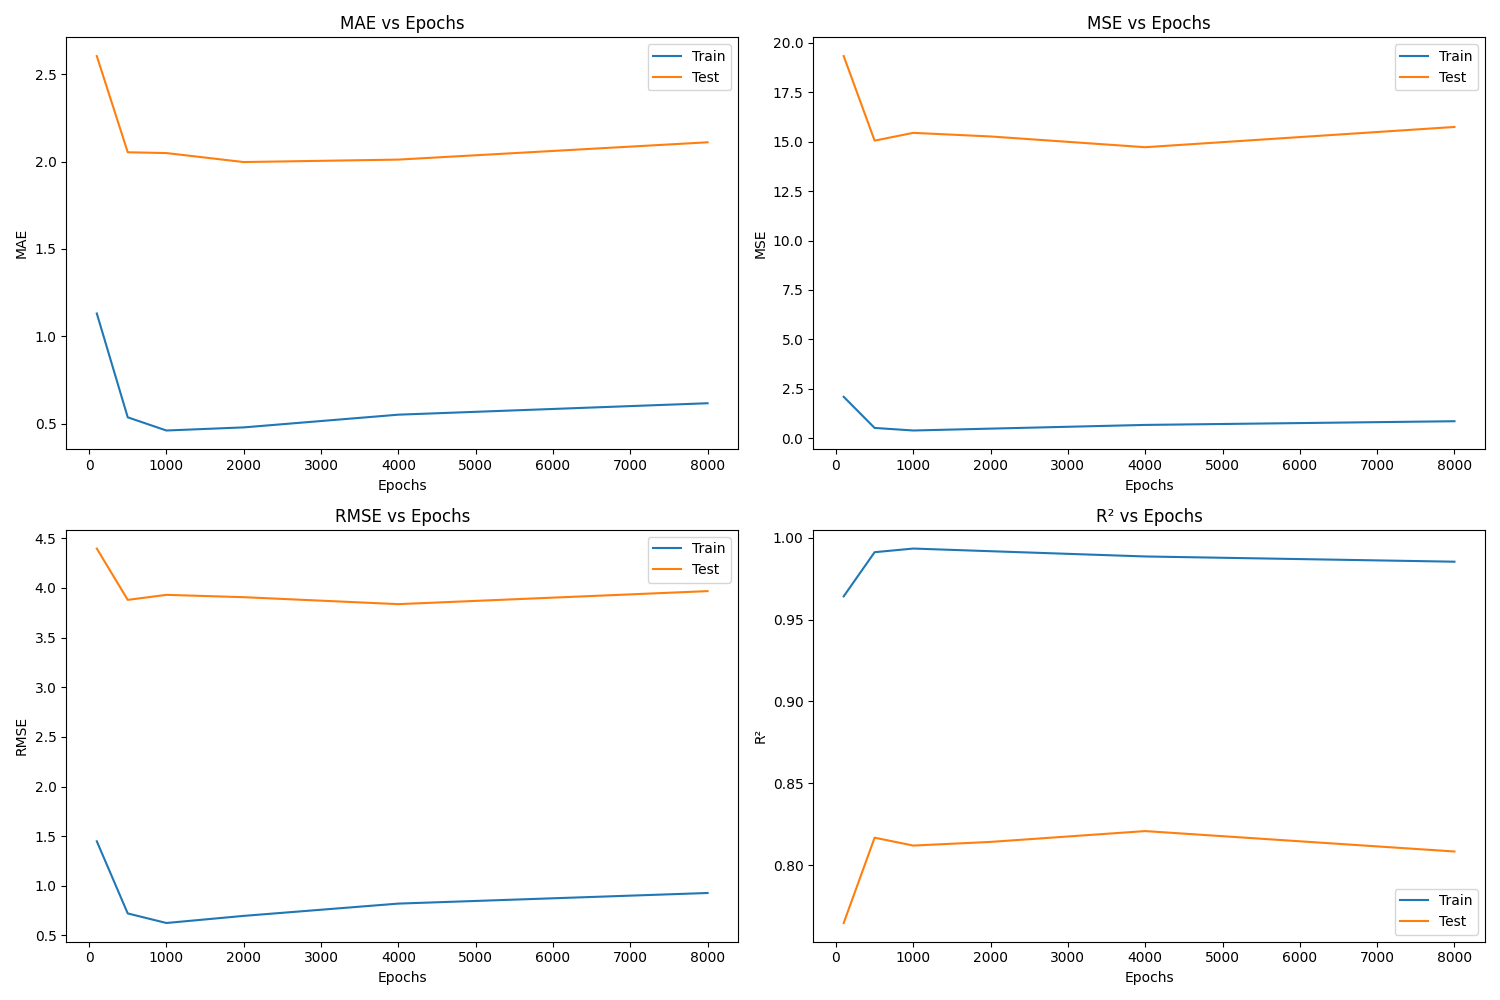 MAE vs Epochs
Train
Test
2.5
2.0
1.5
1.0
0.5
MAE
0 1000 2000 3000 4000 5000 6000 7000 8000
Epochs
MSE vs Epochs
Train
Test
20.0
17.5
15.0
12.5
10.0
7.5
5.0
2.5
0.0
MSE
0 1000 2000 3000 4000 5000 6000 7000 8000
Epochs
RMSE vs Epochs
Train
Test
4.5
4.0
3.5
3.0
2.5
2.0
1.5
1.0
0.5
RMSE
0 1000 2000 3000 4000 5000 6000 7000 8000
Epochs
R² vs Epochs
1.00
0.95
0.90
0.85
0.80
R²
Train
Test
0 1000 2000 3000 4000 5000 6000 7000 8000
Epochs